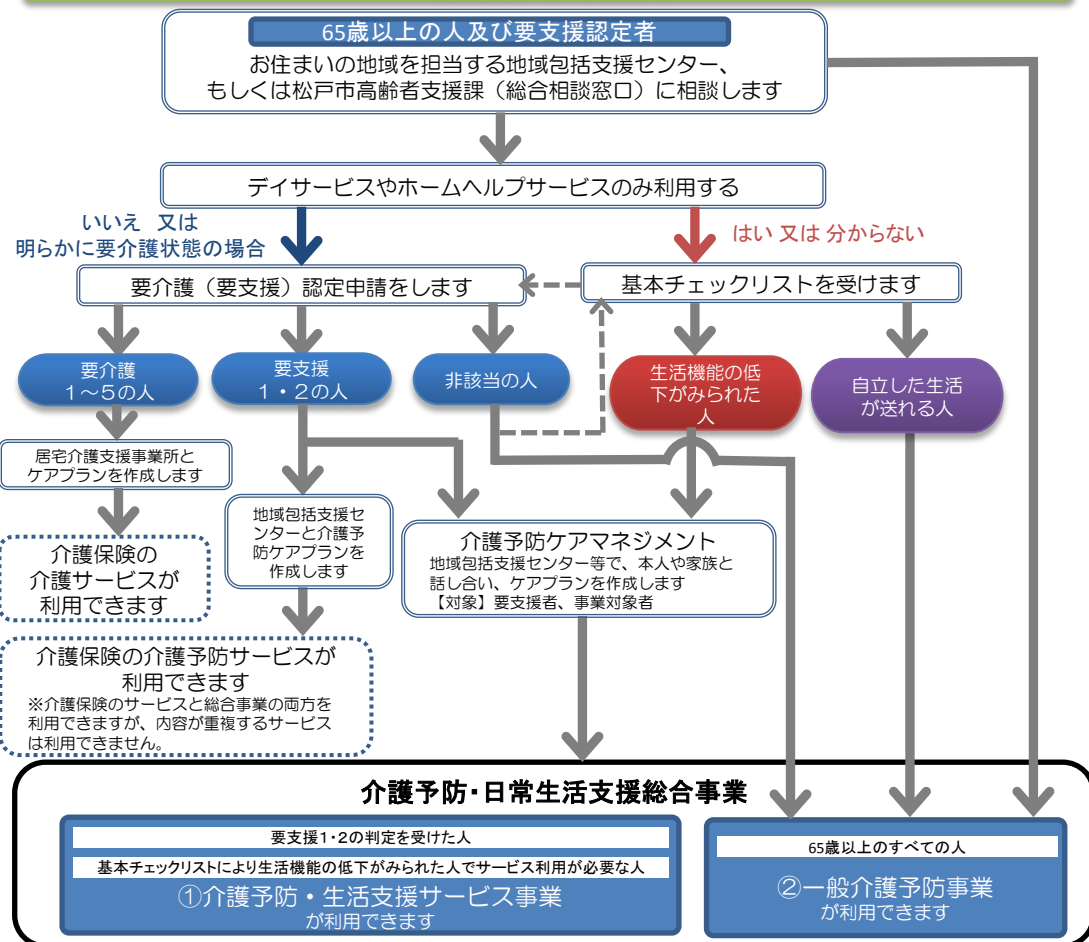 65歳以上の人及び要支援認定者
お住まいの地域を担当する地域包括支援センター、
もしくは松戸市高齢者支援課（総合相談窓口）に相談します
デイサービスやホームヘルプサービスのみ利用する
いいえ 又は
明らかに要介護状態の場合
はい 又は 分からない
要介護（要支援）認定申請をします
基本チェックリストを受けます
要介護
１～５の人
要支援
１・２の人
非該当の人
生活機能の低
下がみられた
人
自立した生活
が送れる人
居宅介護支援事業所と
ケアプランを作成します
地域包括支援セ
ンターと介護予
防ケアプランを
作成します
介護予防ケアマネジメント
地域包括支援センター等で、本人や家族と
話し合い、ケアプランを作成します
【対象】要支援者、事業対象者
介護保険の
介護サービスが
利用できます
介護保険の介護予防サービスが
利用できます
※介護保険のサービスと総合事業の両方を
利用できますが、内容が重複するサービス
は利用できません。
介護予防・日常生活支援総合事業
要支援1・2の判定を受けた人
基本チェックリストにより生活機能の低下がみられた人でサービス利用が必要な人
①介護予防・生活支援サービス事業
が利用できます
65歳以上のすべての人
②一般介護予防事業
が利用できます